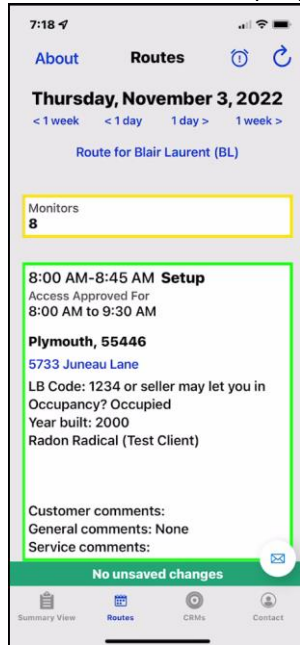 7:18
About Routes
Thursday, November 3, 2022
< 1 week < 1 day 1 day > 1 week >
Route for Blair Laurent (BL)
Monitors
8
8:00 AM-8:45 AM Setup
Access Approved For
8:00 AM to 9:30 AM
Plymouth, 55446
5733 Juneau Lane
LB Code: 1234 or seller may let you in
Occupancy? Occupied
Year built: 2000
Radon Radical (Test Client)
Customer comments:
General comments: None
Service comments:
No unsaved changes
Summary View Routes CRMs Contact